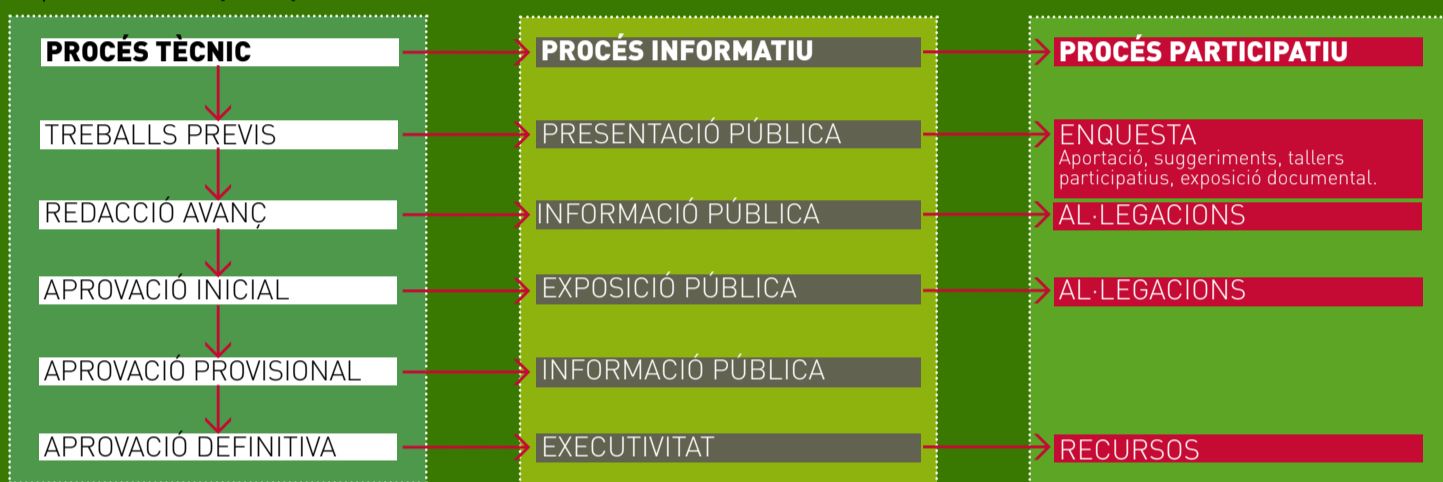 PROCÉS TÈCNIC
PROCÉS INFORMATIU
PROCÉS PARTICIPATIU
TREBALLS PREVIS
PRESENTACIÓ PÚBLICA
ENQUESTA
Aportació, suggeriments, tallers
participatius, exposició documental.
REDACCIÓ AVANÇ
INFORMACIÓ PÚBLICA
AL·LEGACIONS
APROVACIÓ INICIAL
EXPOSICIÓ PÚBLICA
AL·LEGACIONS
APROVACIÓ PROVISIONAL
INFORMACIÓ PÚBLICA
APROVACIÓ DEFINITIVA
EXECUTIVITAT
RECURSOS